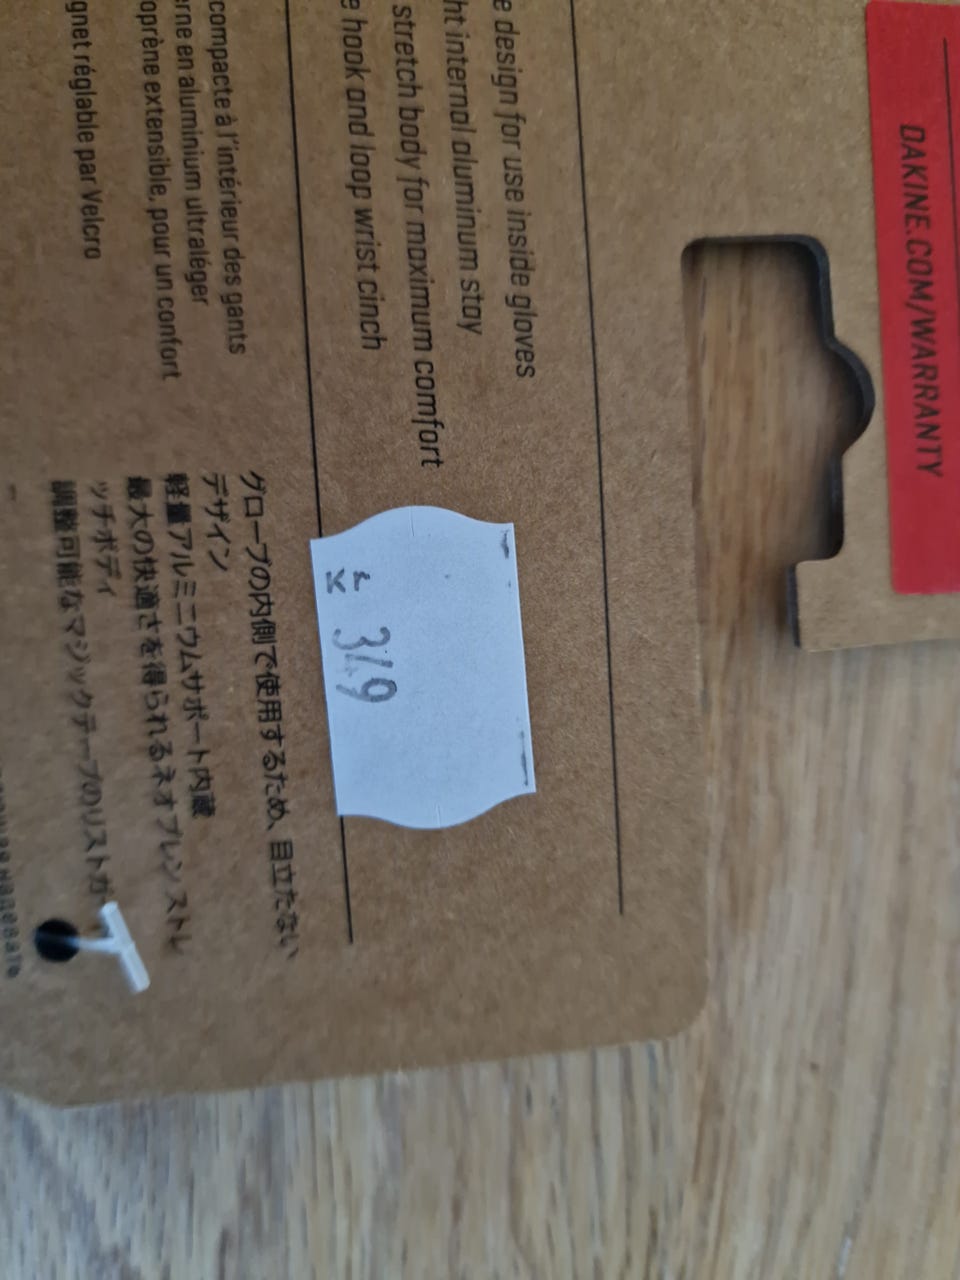 DAKINE.COM/WARRANTY
e design for use inside gloves
ht internal aluminum stay
stretch body for maximum comfort
e hook and loop wrist cinch
compacte à l'intérieur des gants
rne en aluminium ultraléger
oprène extensible, pour un confort
gnet réglable par Velcro
グローブの内側で使用するため、目立たない
デザイン
軽量アルミニウムサポート内蔵
最大の快適さを得られるネオプレン ストレ
ッチボディ
調整可能なマジックテープのリストガ
319